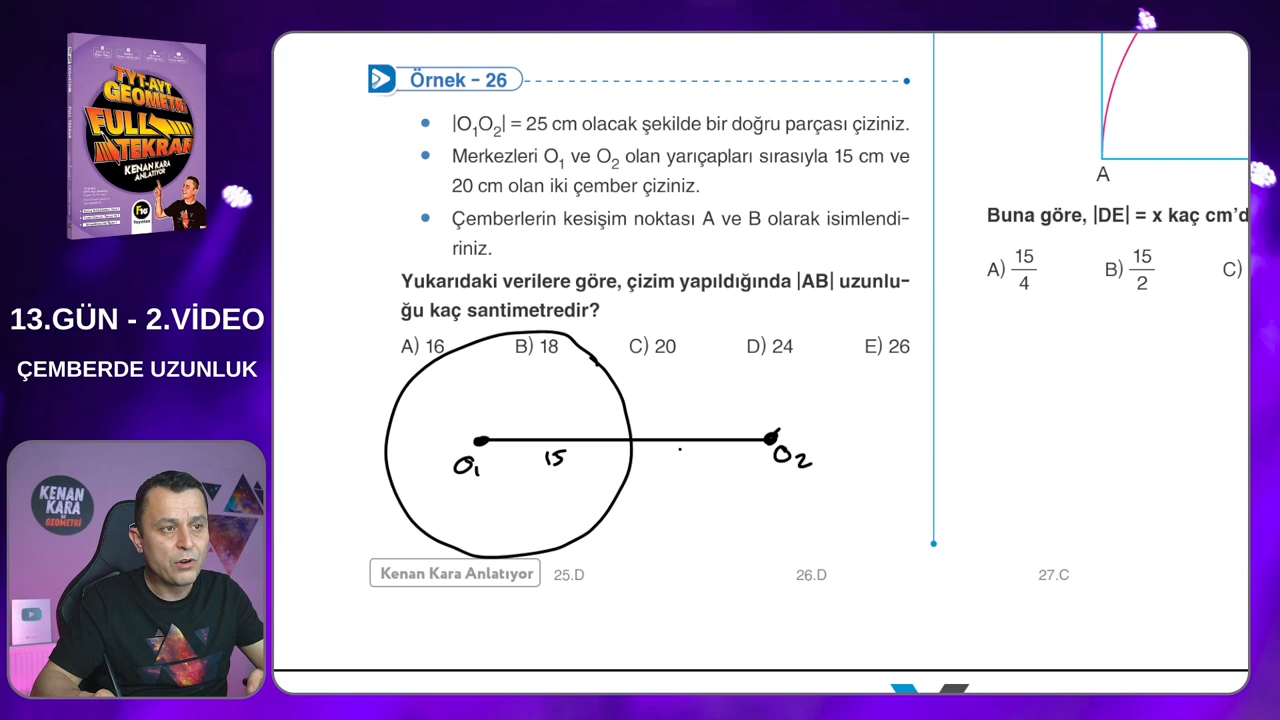 TYT-AYT
GEOMETRİ
FULL
TEKRAR
KENAN KARA
ANLATIYOR
13.GÜN - 2.VİDEO
ÇEMBERDE UZUNLUK
KENAN
KARA
GEOMETRİ
Örnek - 26
• |O₁O₂| = 25 cm olacak şekilde bir doğru parçası çiziniz.
• Merkezleri O₁ ve O₂ olan yarıçapları sırasıyla 15 cm ve
20 cm olan iki çember çiziniz.
• Çemberlerin kesişim noktası A ve B olarak isimlendi-
riniz.
Yukarıdaki verilere göre, çizim yapıldığında |AB| uzunlu-
ğu kaç santimetredir?
A) 16 B) 18 C) 20 D) 24 E) 26
O₁ 15 O₂
Kenan Kara Anlatıyor 25.D 26.D 27.C
A
Buna göre, |DE| = x kaç cm'd
A) 15/4 B) 15/2 C)